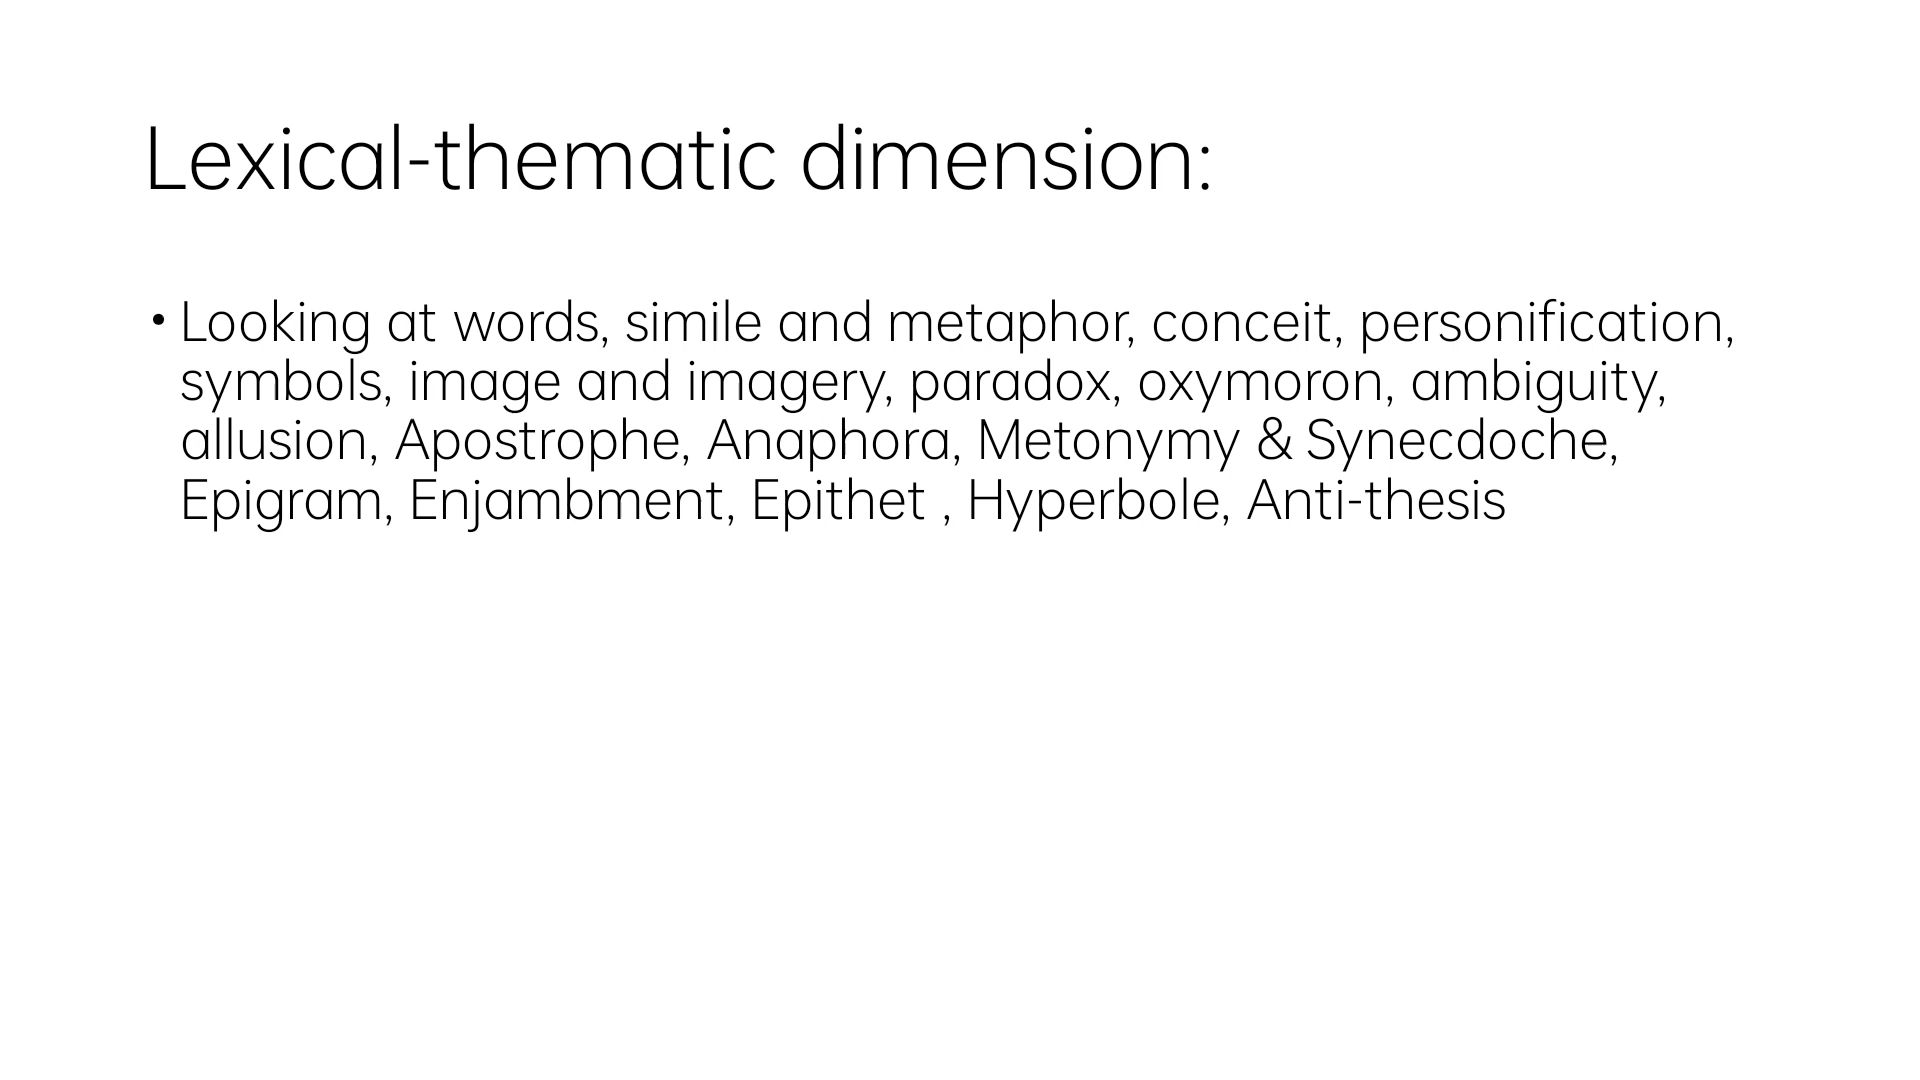 Lexical-thematic dimension:
• Looking at words, simile and metaphor, conceit, personification,
symbols, image and imagery, paradox, oxymoron, ambiguity,
allusion, Apostrophe, Anaphora, Metonymy & Synecdoche,
Epigram, Enjambment, Epithet , Hyperbole, Anti-thesis